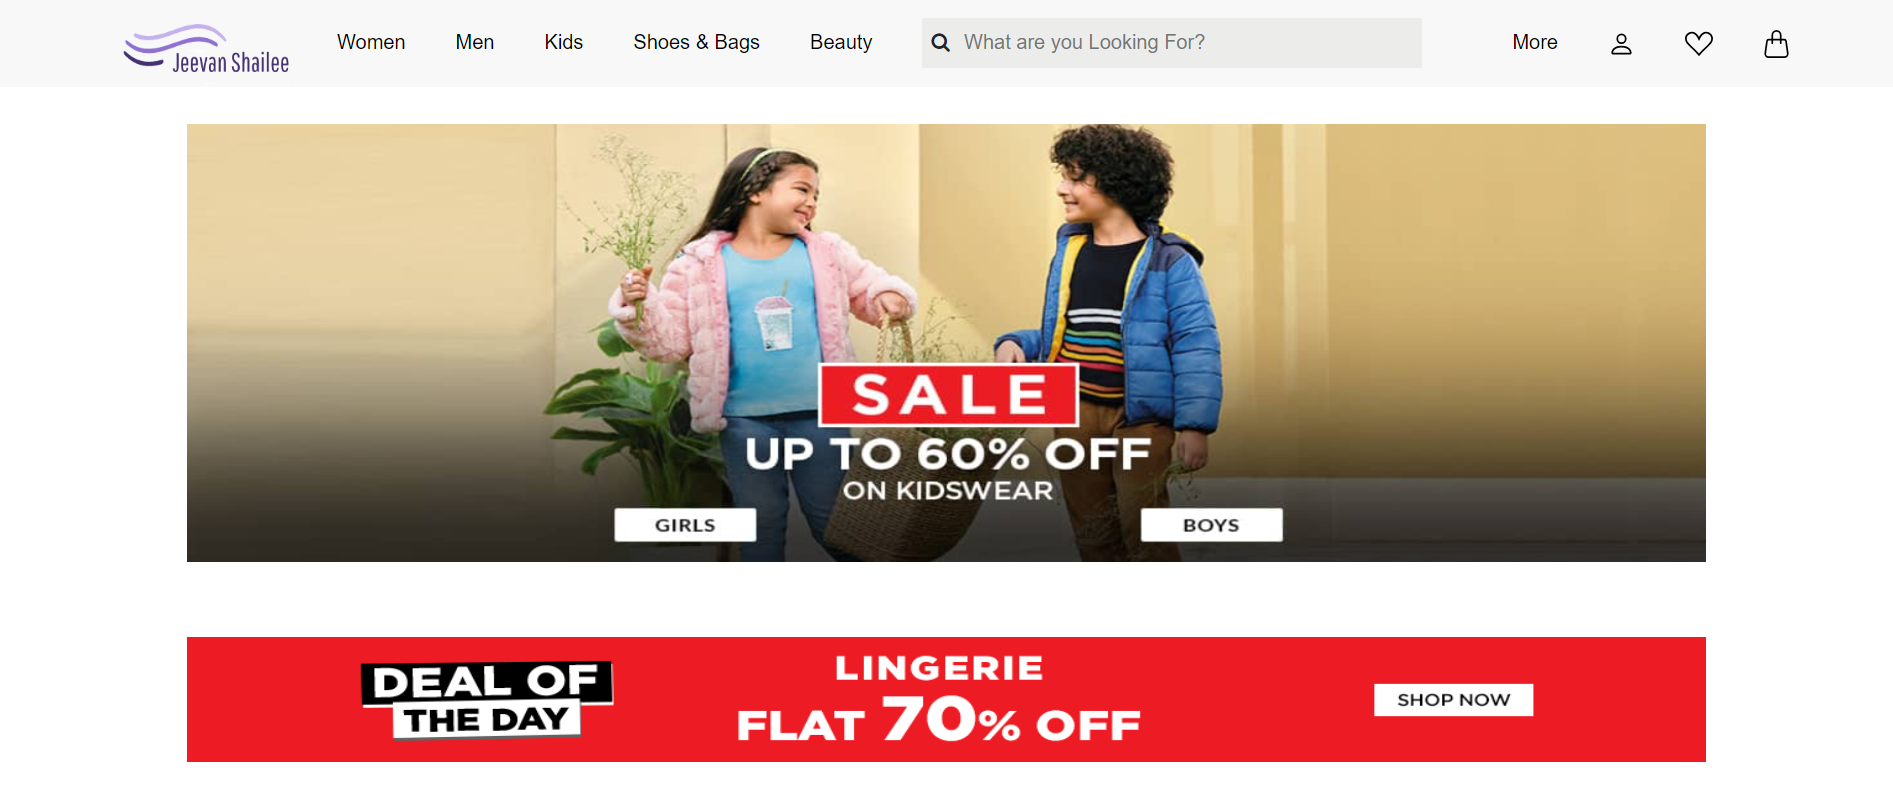 Jeevan Shailee
Women Men Kids Shoes & Bags Beauty What are you Looking For? More
SALE
UP TO 60% OFF
ON KIDSWEAR
GIRLS BOYS
DEAL OF
THE DAY
LINGERIE
FLAT 70% OFF
SHOP NOW